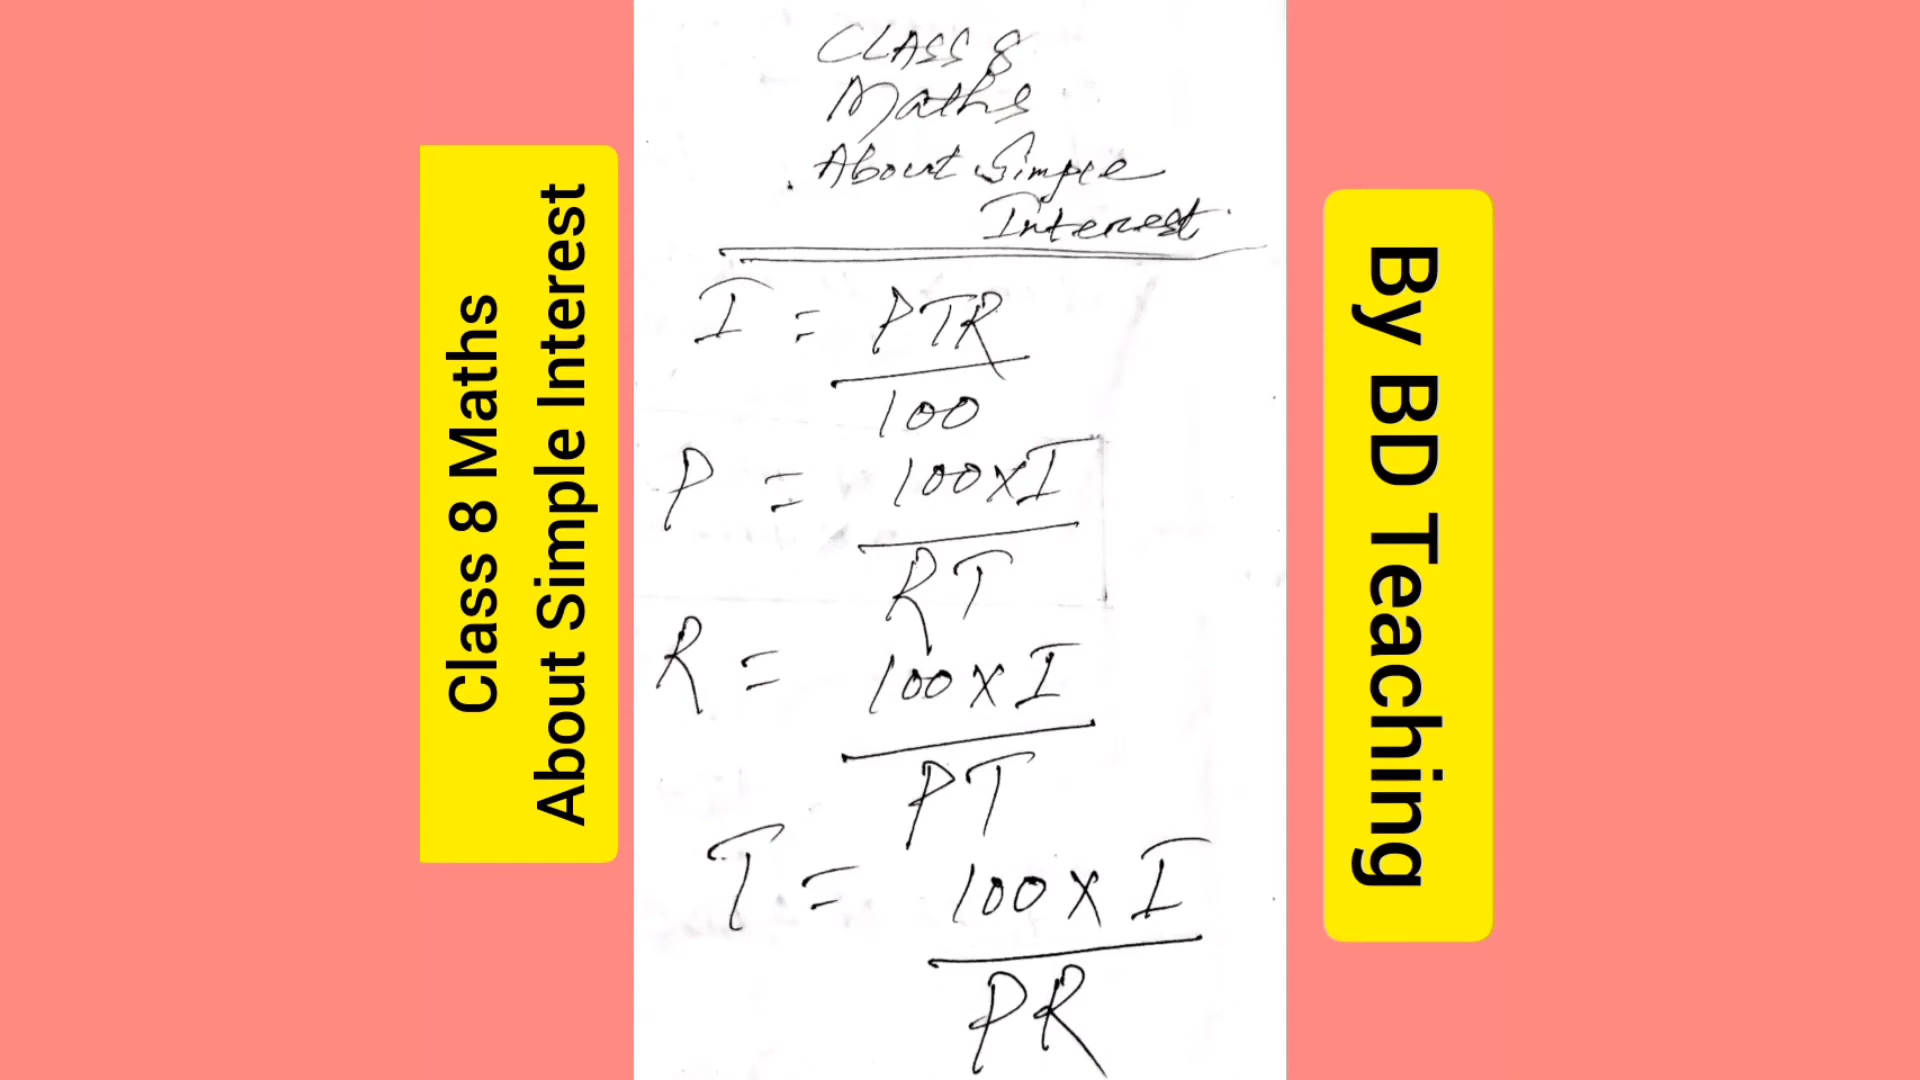 Class 8 Maths
About Simple Interest
CLASS 8
Maths
About Simple
Interest
I = PTR
100
P = 100×I
RT
R = 100×I
PT
T = 100×I
PR
By BD Teaching